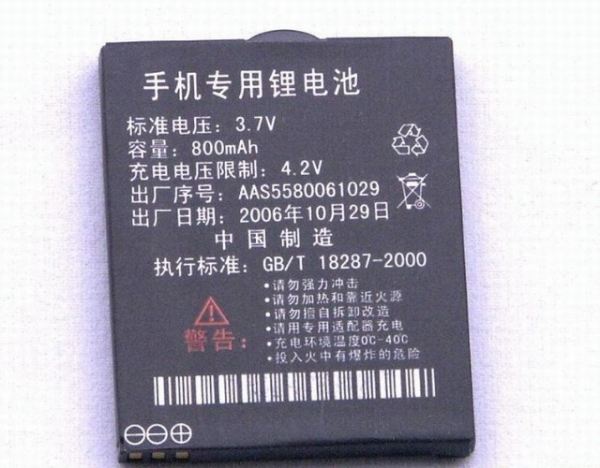 手机专用锂电池
标准电压：3.7V
容量：800mAh
充电电压限制：4.2V
出厂序号：AAS5580061029
出厂日期：2006年10月29日
中国制造
执行标准：GB/T 18287-2000
警告：
•请勿强力冲击
•请勿加热和靠近火源
•请勿擅自拆卸改造
•请用专用适配器充电
•充电环境温度0℃-40℃
•投入火中有爆炸的危险